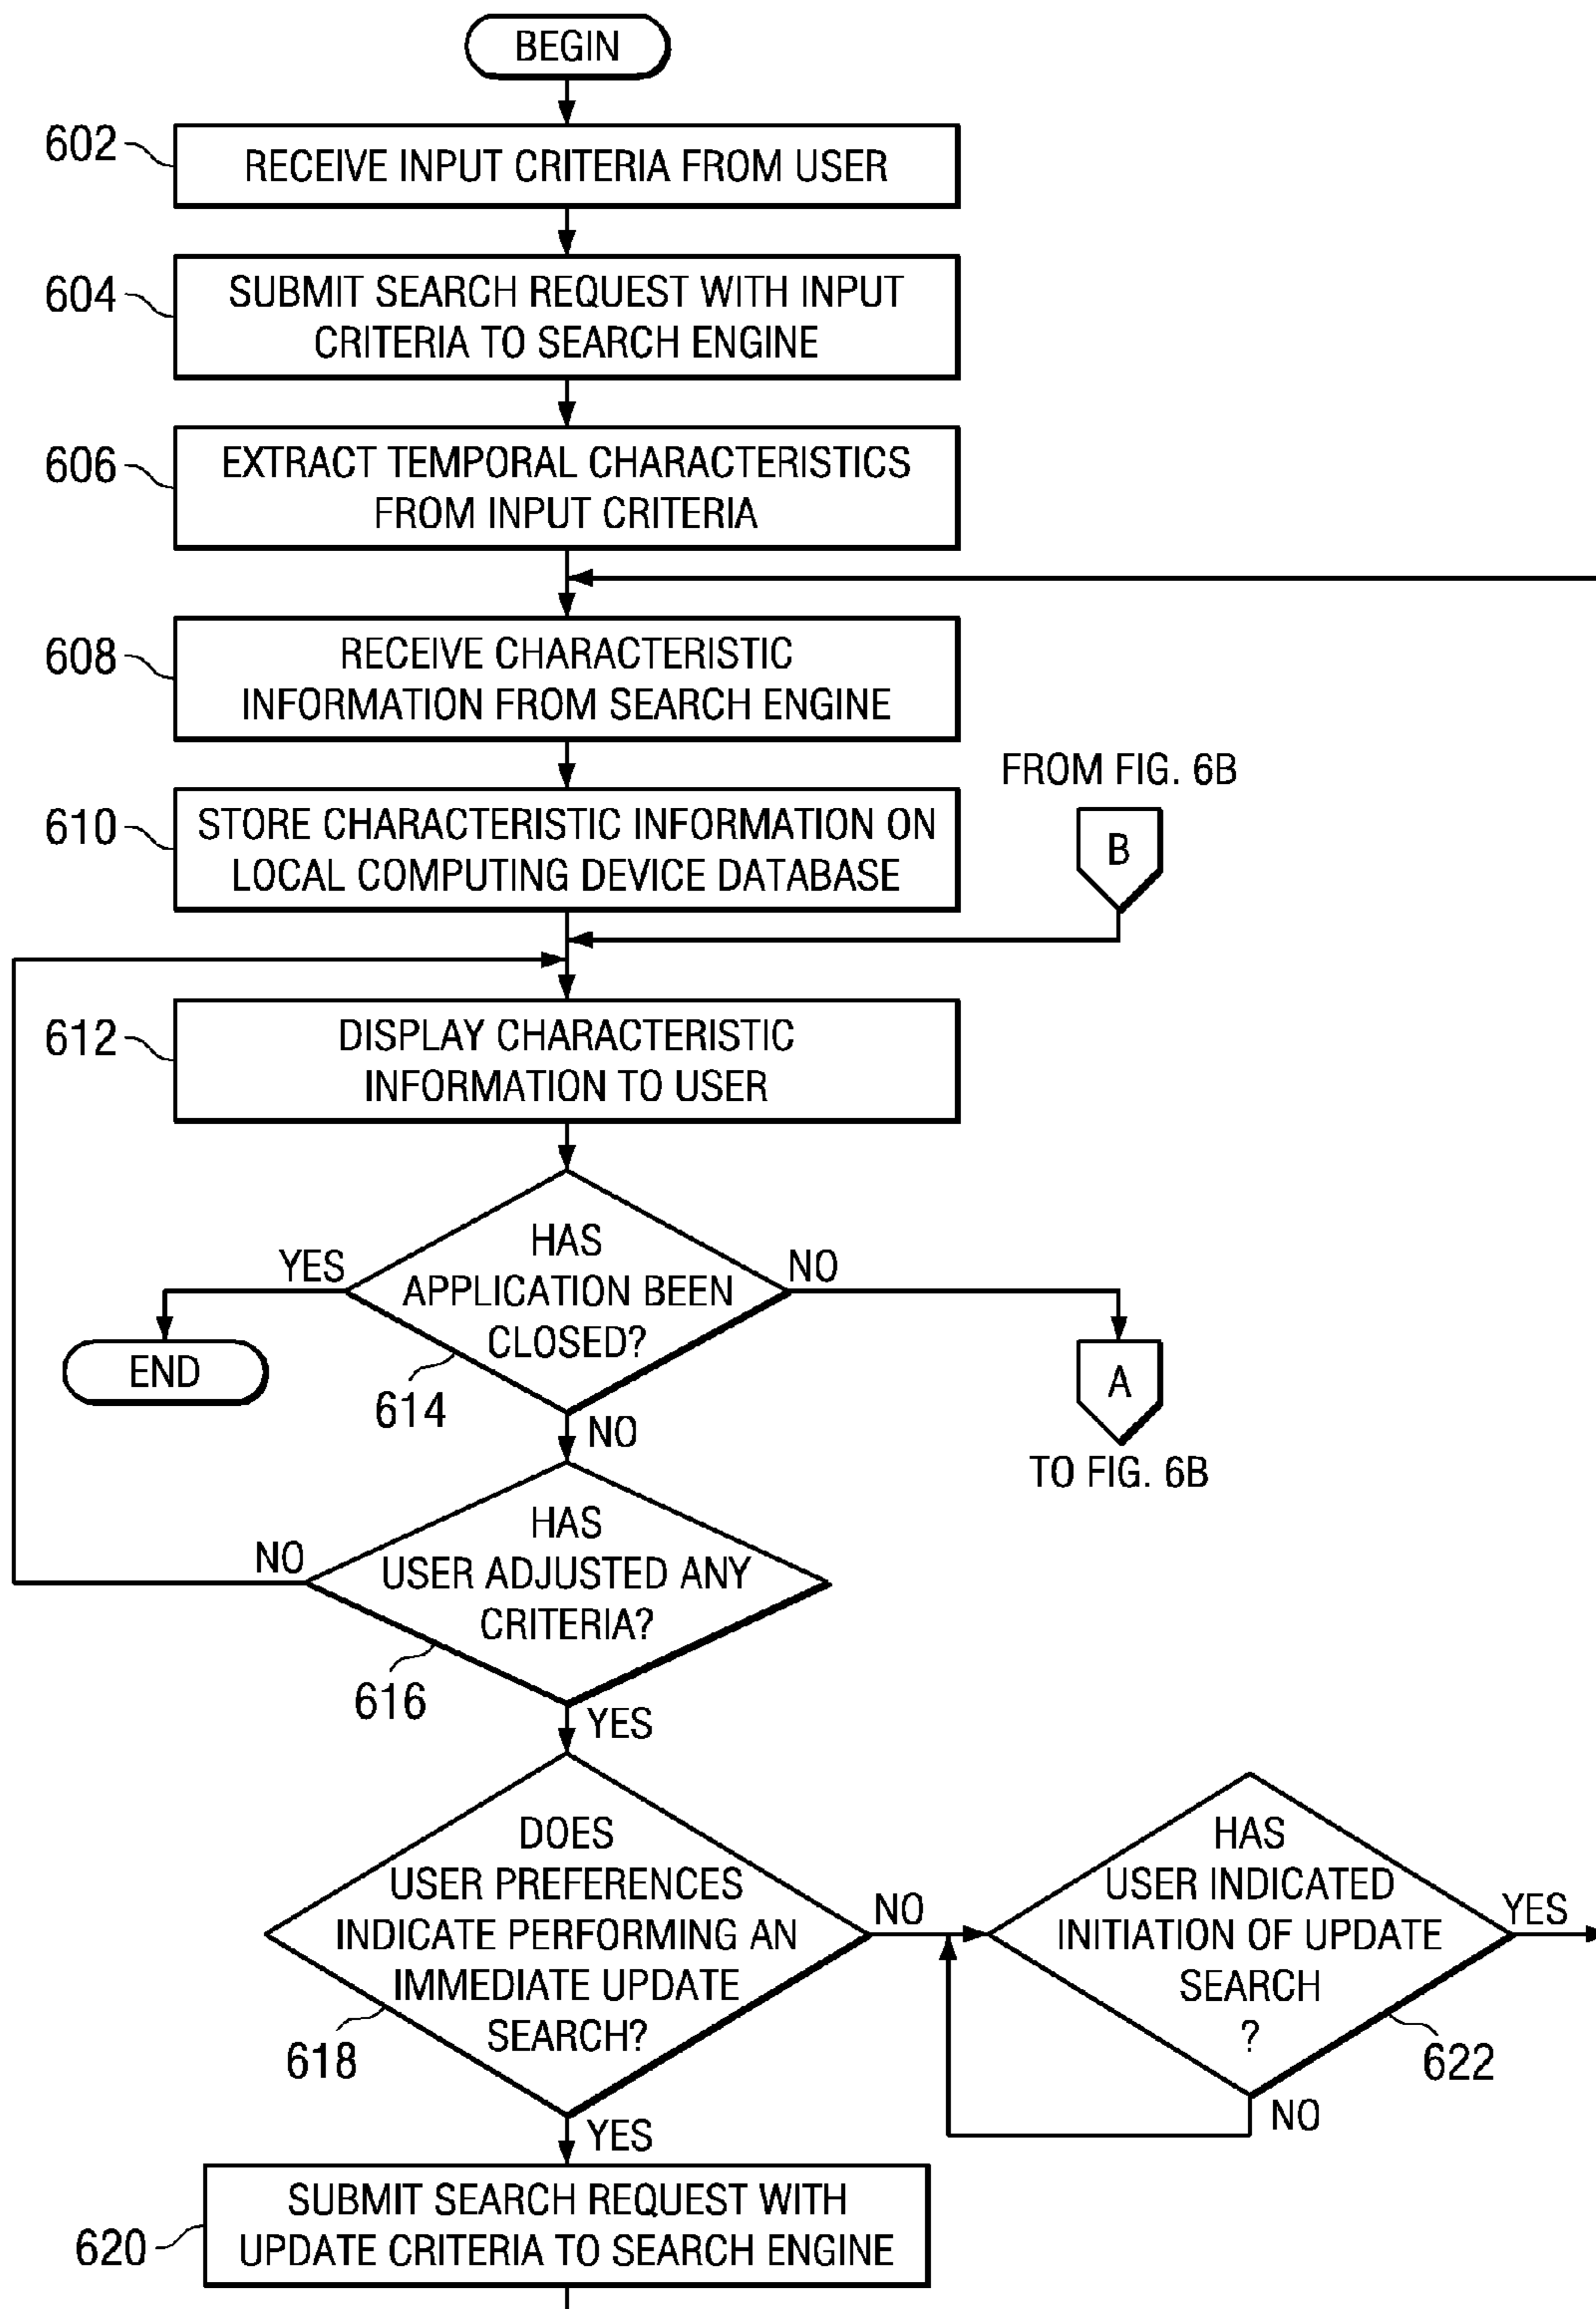 BEGIN
602
RECEIVE INPUT CRITERIA FROM USER
604
SUBMIT SEARCH REQUEST WITH INPUT
CRITERIA TO SEARCH ENGINE
606
EXTRACT TEMPORAL CHARACTERISTICS
FROM INPUT CRITERIA
608
RECEIVE CHARACTERISTIC
INFORMATION FROM SEARCH ENGINE
FROM FIG. 6B
B
610
STORE CHARACTERISTIC INFORMATION ON
LOCAL COMPUTING DEVICE DATABASE
612
DISPLAY CHARACTERISTIC
INFORMATION TO USER
HAS
APPLICATION BEEN
CLOSED?
YES
NO
END
614
A
TO FIG. 6B
NO
HAS
USER ADJUSTED ANY
CRITERIA?
NO
616
YES
DOES
USER PREFERENCES
INDICATE PERFORMING AN
IMMEDIATE UPDATE
SEARCH?
618
NO
HAS
USER INDICATED
INITIATION OF UPDATE
SEARCH
?
YES
622
NO
YES
620
SUBMIT SEARCH REQUEST WITH
UPDATE CRITERIA TO SEARCH ENGINE